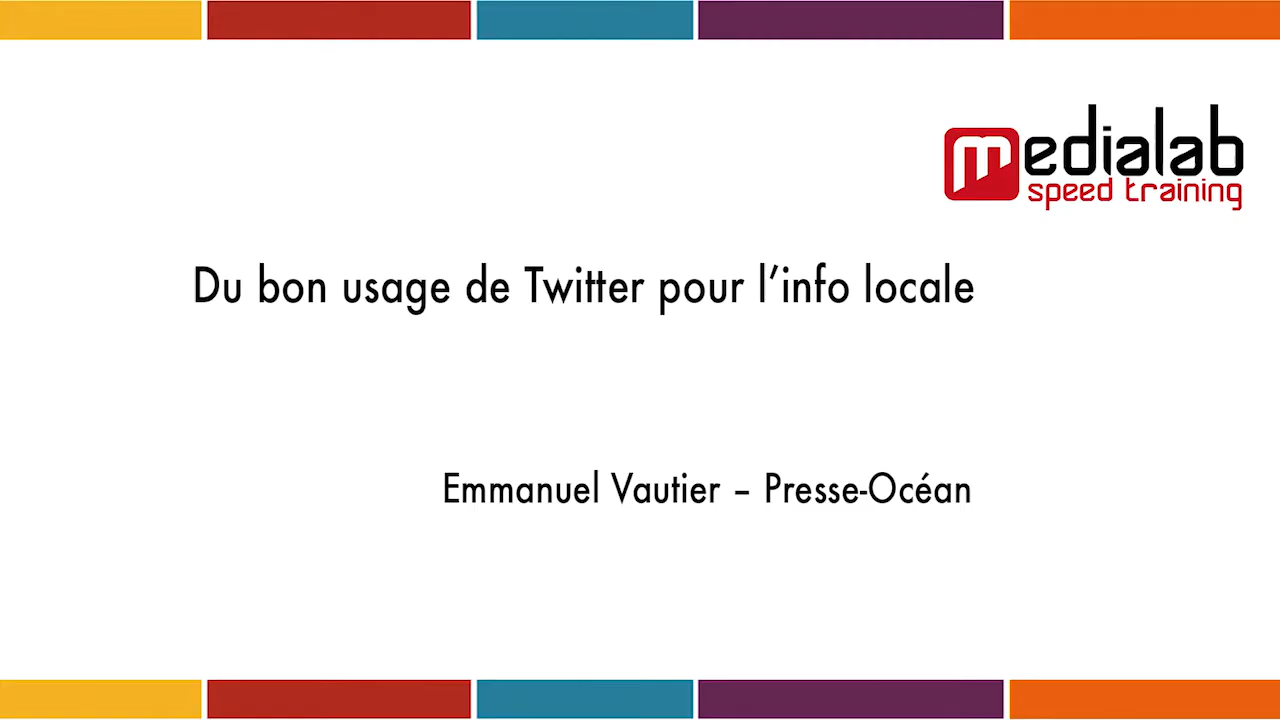 medialab
speed training
Du bon usage de Twitter pour l’info locale
Emmanuel Vautier – Presse-Océan